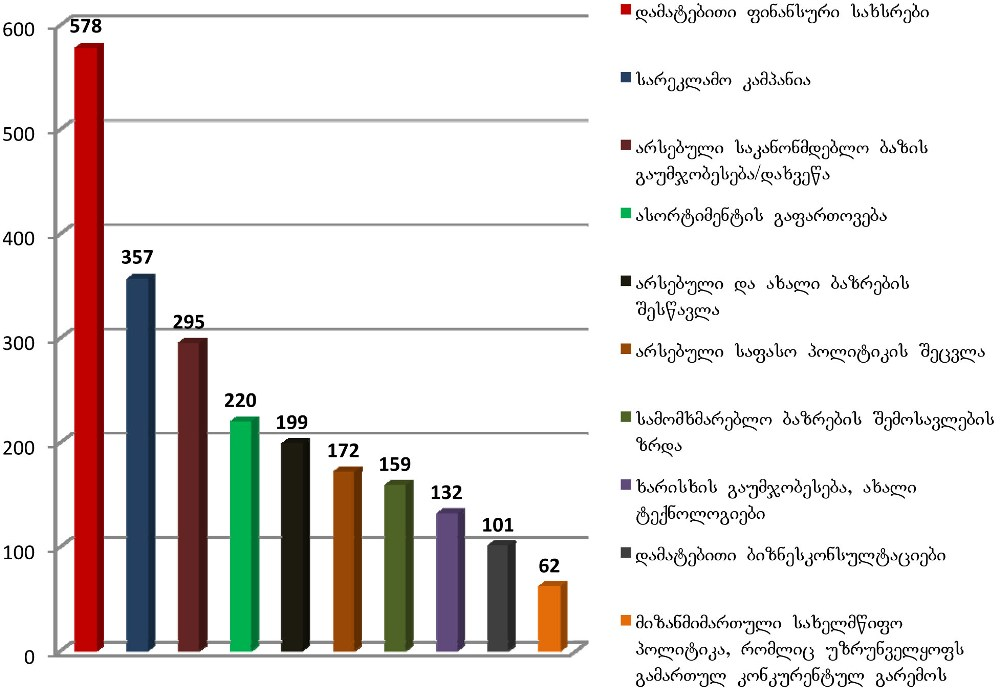 600
500
400
300
200
100
0
578
357
295
220
199
172
159
132
101
62
დამატებითი ფინანსური სახსრები
სარეკლამო კამპანია
არსებული საკანონმდებლო ბაზის
გაუმჯობესება/დახვეწა
ასორტიმენტის გაფართოვება
არსებული და ახალი ბაზრების
შესწავლა
არსებული საფასო პოლიტიკის შეცვლა
სამომხმარებლო ბაზრების შემოსავლების
ზრდა
ხარისხის გაუმჯობესება, ახალი
ტექნოლოგიები
დამატებითი ბიზნესკონსულტაციები
მიზანმიმართული სახელმწიფო
პოლიტიკა, რომლიც უზრუნველყოფს
გამართულ კონკურენტულ გარემოს